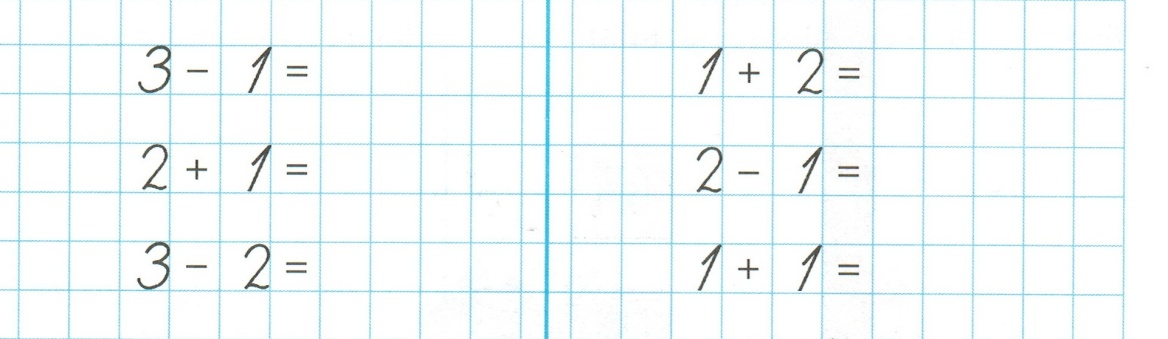 3 - 1 =
2 + 1 =
3 - 2 =
1 + 2 =
2 - 1 =
1 + 1 =